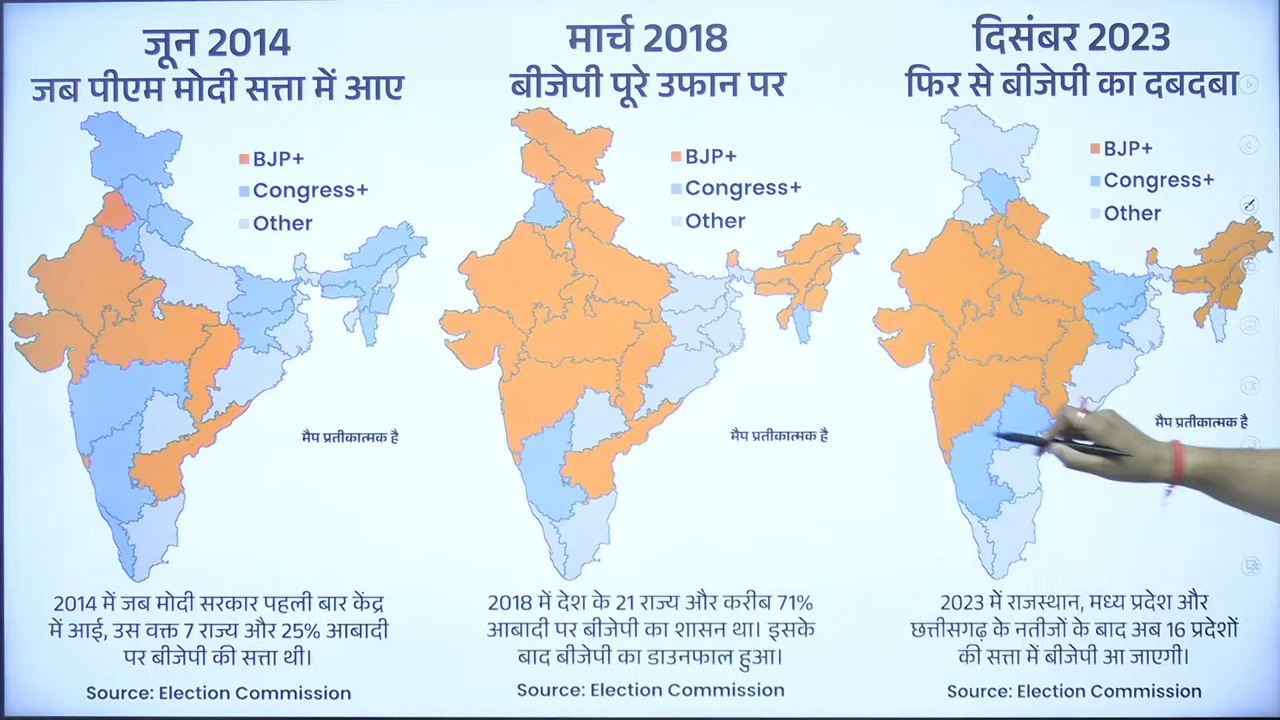 जून 2014
जब पीएम मोदी सत्ता में आए
BJP+
Congress+
Other
मैप प्रतीकात्मक है
2014 में जब मोदी सरकार पहली बार केंद्र
में आई, उस वक्त 7 राज्य और 25% आबादी
पर बीजेपी की सत्ता थी।
Source: Election Commission
मार्च 2018
बीजेपी पूरे उफान पर
BJP+
Congress+
Other
मैप प्रतीकात्मक है
2018 में देश के 21 राज्य और करीब 71%
आबादी पर बीजेपी का शासन था। इसके
बाद बीजेपी का डाउनफाल हुआ।
Source: Election Commission
दिसंबर 2023
फिर से बीजेपी का दबदबा
BJP+
Congress+
Other
मैप प्रतीकात्मक है
2023 में राजस्थान, मध्य प्रदेश और
छत्तीसगढ़ के नतीजों के बाद अब 16 प्रदेशों
की सत्ता में बीजेपी आ जाएगी।
Source: Election Commission